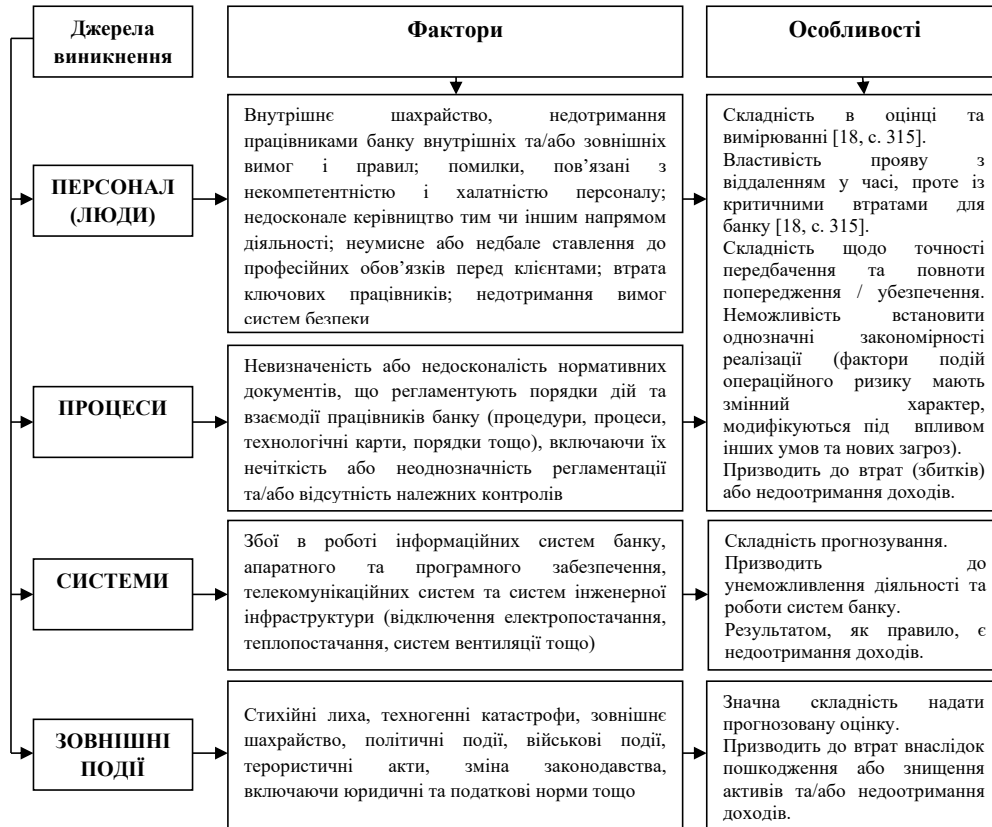 Джерела
виникнення
Фактори
Особливості
ПЕРСОНАЛ
(ЛЮДИ)
Внутрішнє шахрайство, недотримання
працівниками банку внутрішніх та/або зовнішніх
вимог і правил; помилки, пов’язані з
некомпетентністю і халатністю персоналу;
недосконале керівництво тим чи іншим напрямом
діяльності; неумисне або недбале ставлення до
професійних обов’язків перед клієнтами; втрата
ключових працівників; недотримання вимог
систем безпеки
Складність в оцінці та
вимірюванні [18, с. 315].
Властивість прояву з
віддаленням у часі, проте із
критичними втратами для
банку [18, с. 315].
Складність щодо точності
передбачення та повноти
попередження / убезпечення.
Неможливість встановити
однозначні закономірності
реалізації (фактори подій
операційного ризику мають
змінний характер,
модифікуються під впливом
інших умов та нових загроз).
Призводить до втрат (збитків)
або недоотримання доходів.
ПРОЦЕСИ
Невизначеність або недосконалість нормативних
документів, що регламентують порядки дій та
взаємодії працівників банку (процедури, процеси,
технологічні карти, порядки тощо), включаючи їх
нечіткість або неоднозначність регламентації
та/або відсутність належних контролів
СИСТЕМИ
Збої в роботі інформаційних систем банку,
апаратного та програмного забезпечення,
телекомунікаційних систем та систем інженерної
інфраструктури (відключення електропостачання,
теплопостачання, систем вентиляції тощо)
Складність прогнозування.
Призводить до
унеможливлення діяльності та
роботи систем банку.
Результатом, як правило, є
недоотримання доходів.
ЗОВНІШНІ
ПОДІЇ
Стихійні лиха, техногенні катастрофи, зовнішнє
шахрайство, політичні події, військові події,
терористичні акти, зміна законодавства,
включаючи юридичні та податкові норми тощо
Значна складність надати
прогнозовану оцінку.
Призводить до втрат внаслідок
пошкодження або знищення
активів та/або недоотримання
доходів.